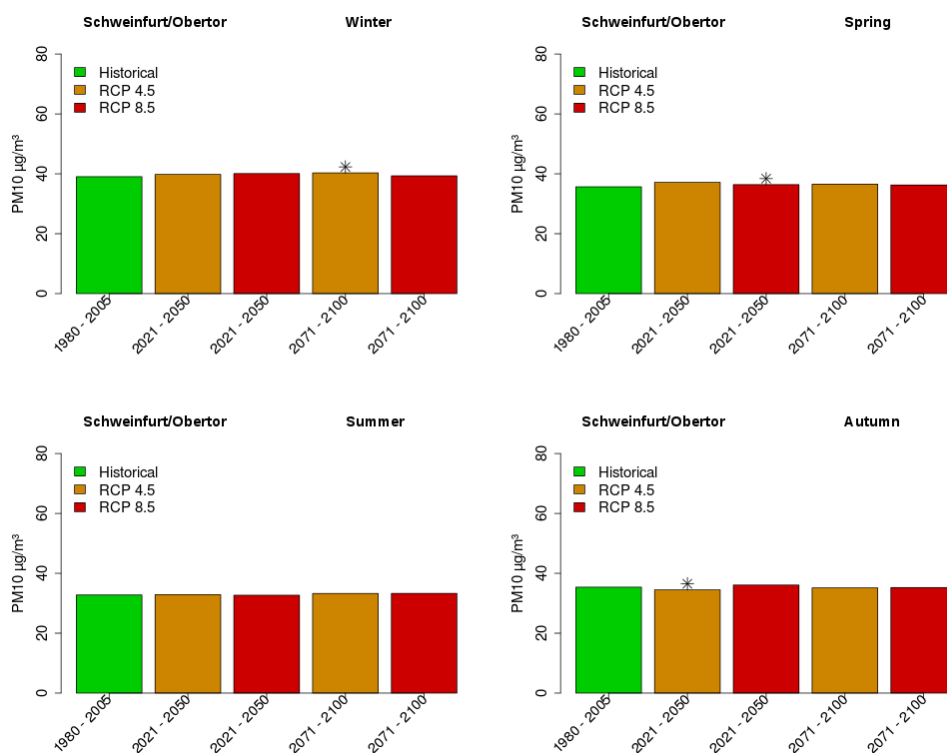 Schweinfurt/Obertor Winter
80
60
40
20
0
PM10 µg/m³
Historical
RCP 4.5
RCP 8.5
*
1980 - 2005
2021 - 2050
2021 - 2050
2071 - 2100
2071 - 2100
Schweinfurt/Obertor Spring
80
60
40
20
0
PM10 µg/m³
Historical
RCP 4.5
RCP 8.5
*
1980 - 2005
2021 - 2050
2021 - 2050
2071 - 2100
2071 - 2100
Schweinfurt/Obertor Summer
80
60
40
20
0
PM10 µg/m³
Historical
RCP 4.5
RCP 8.5
1980 - 2005
2021 - 2050
2021 - 2050
2071 - 2100
2071 - 2100
Schweinfurt/Obertor Autumn
80
60
40
20
0
PM10 µg/m³
Historical
RCP 4.5
RCP 8.5
*
1980 - 2005
2021 - 2050
2021 - 2050
2071 - 2100
2071 - 2100